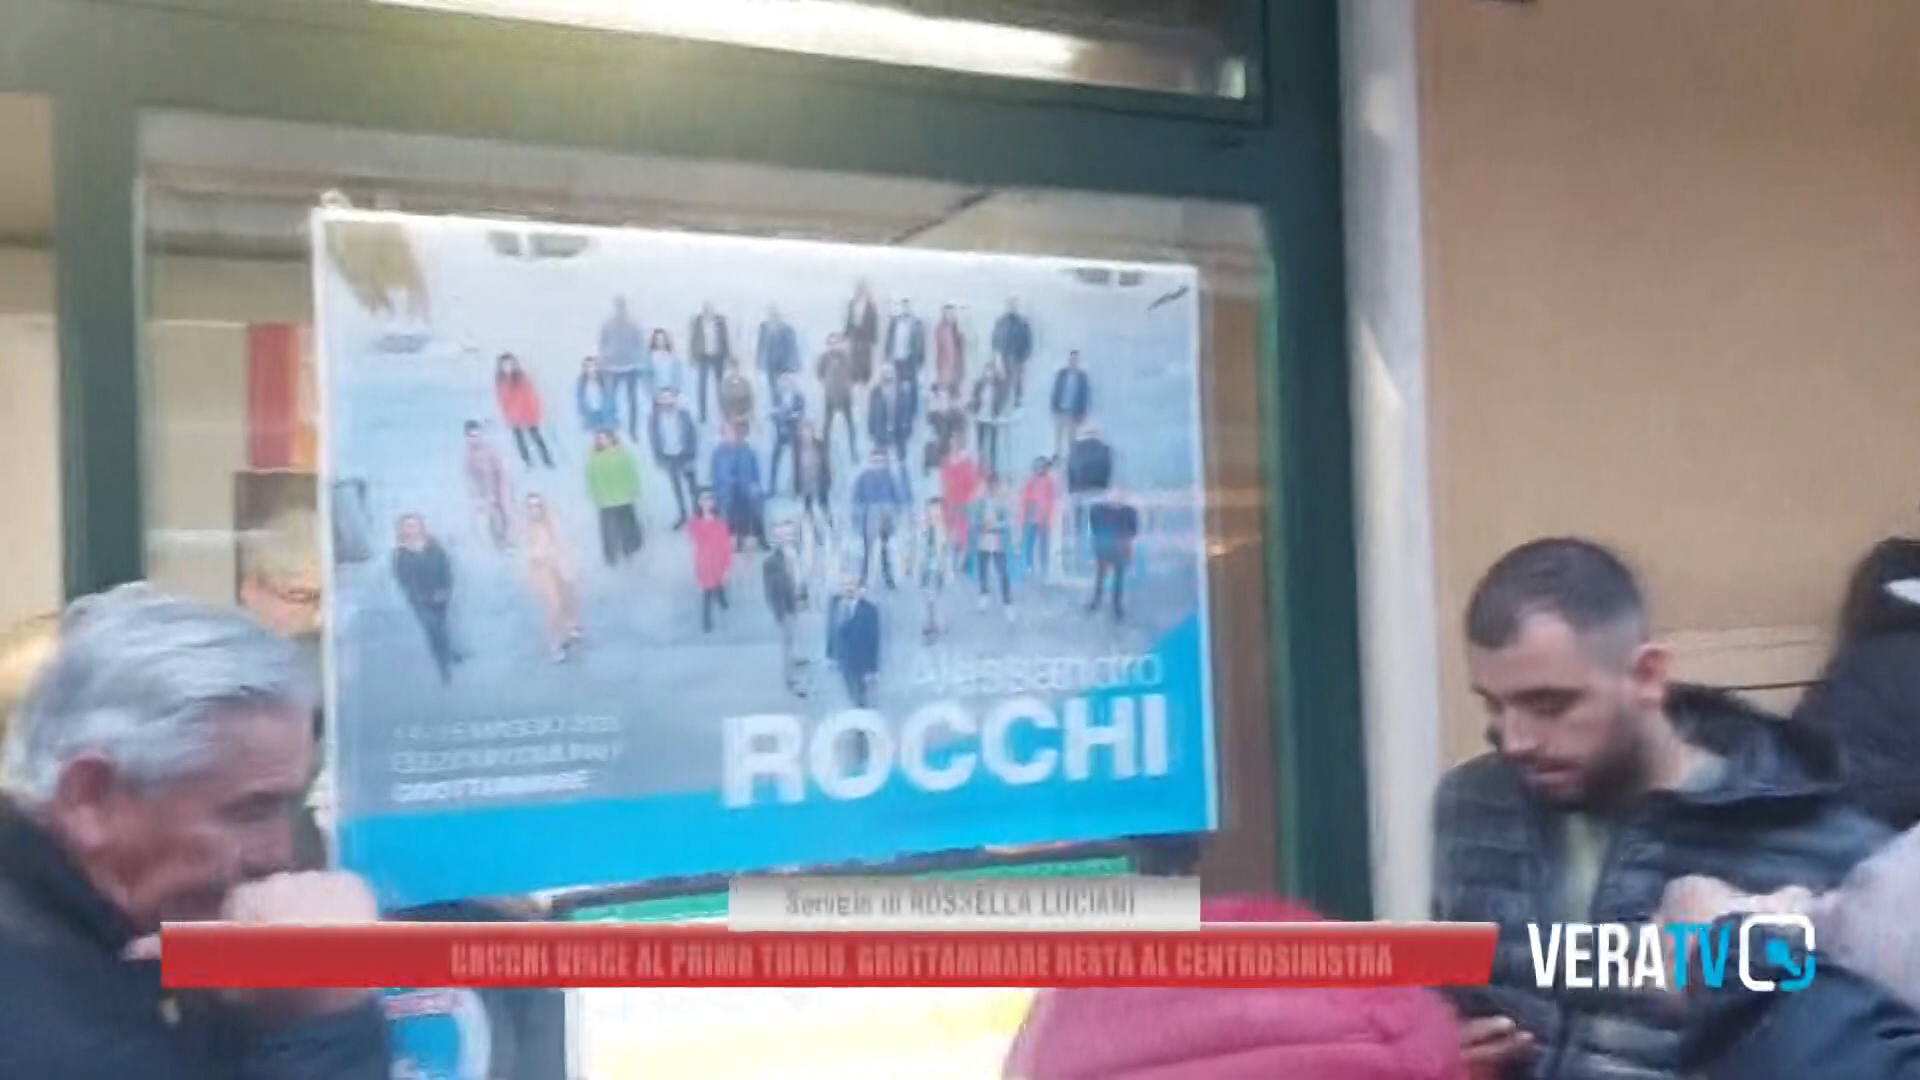 Alessandro
ROCCHI
Servizio di ROSSELLA LUCIANI
ROCCHI VINCE AL PRIMO TURNO, GROTTAMMARE RESTA AL CENTROSINISTRA
VERATV